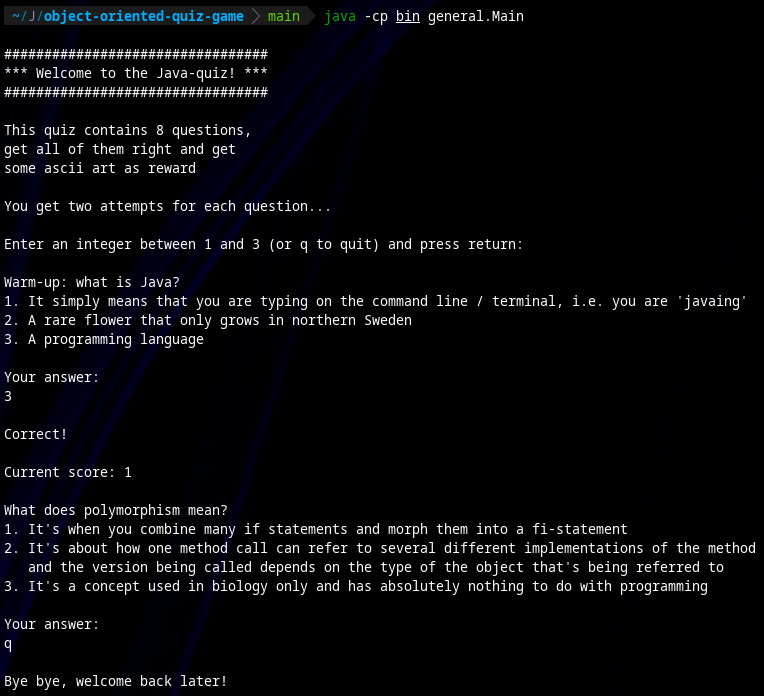 ~/J/object-oriented-quiz-game main java -cp bin general.Main
#################################
*** Welcome to the Java-quiz! ***
#################################
This quiz contains 8 questions,
get all of them right and get
some ascii art as reward
You get two attempts for each question...
Enter an integer between 1 and 3 (or q to quit) and press return:
Warm-up: what is Java?
1. It simply means that you are typing on the command line / terminal, i.e. you are 'javaing'
2. A rare flower that only grows in northern Sweden
3. A programming language
Your answer:
3
Correct!
Current score: 1
What does polymorphism mean?
1. It's when you combine many if statements and morph them into a fi-statement
2. It's about how one method call can refer to several different implementations of the method
and the version being called depends on the type of the object that's being referred to
3. It's a concept used in biology only and has absolutely nothing to do with programming
Your answer:
q
Bye bye, welcome back later!